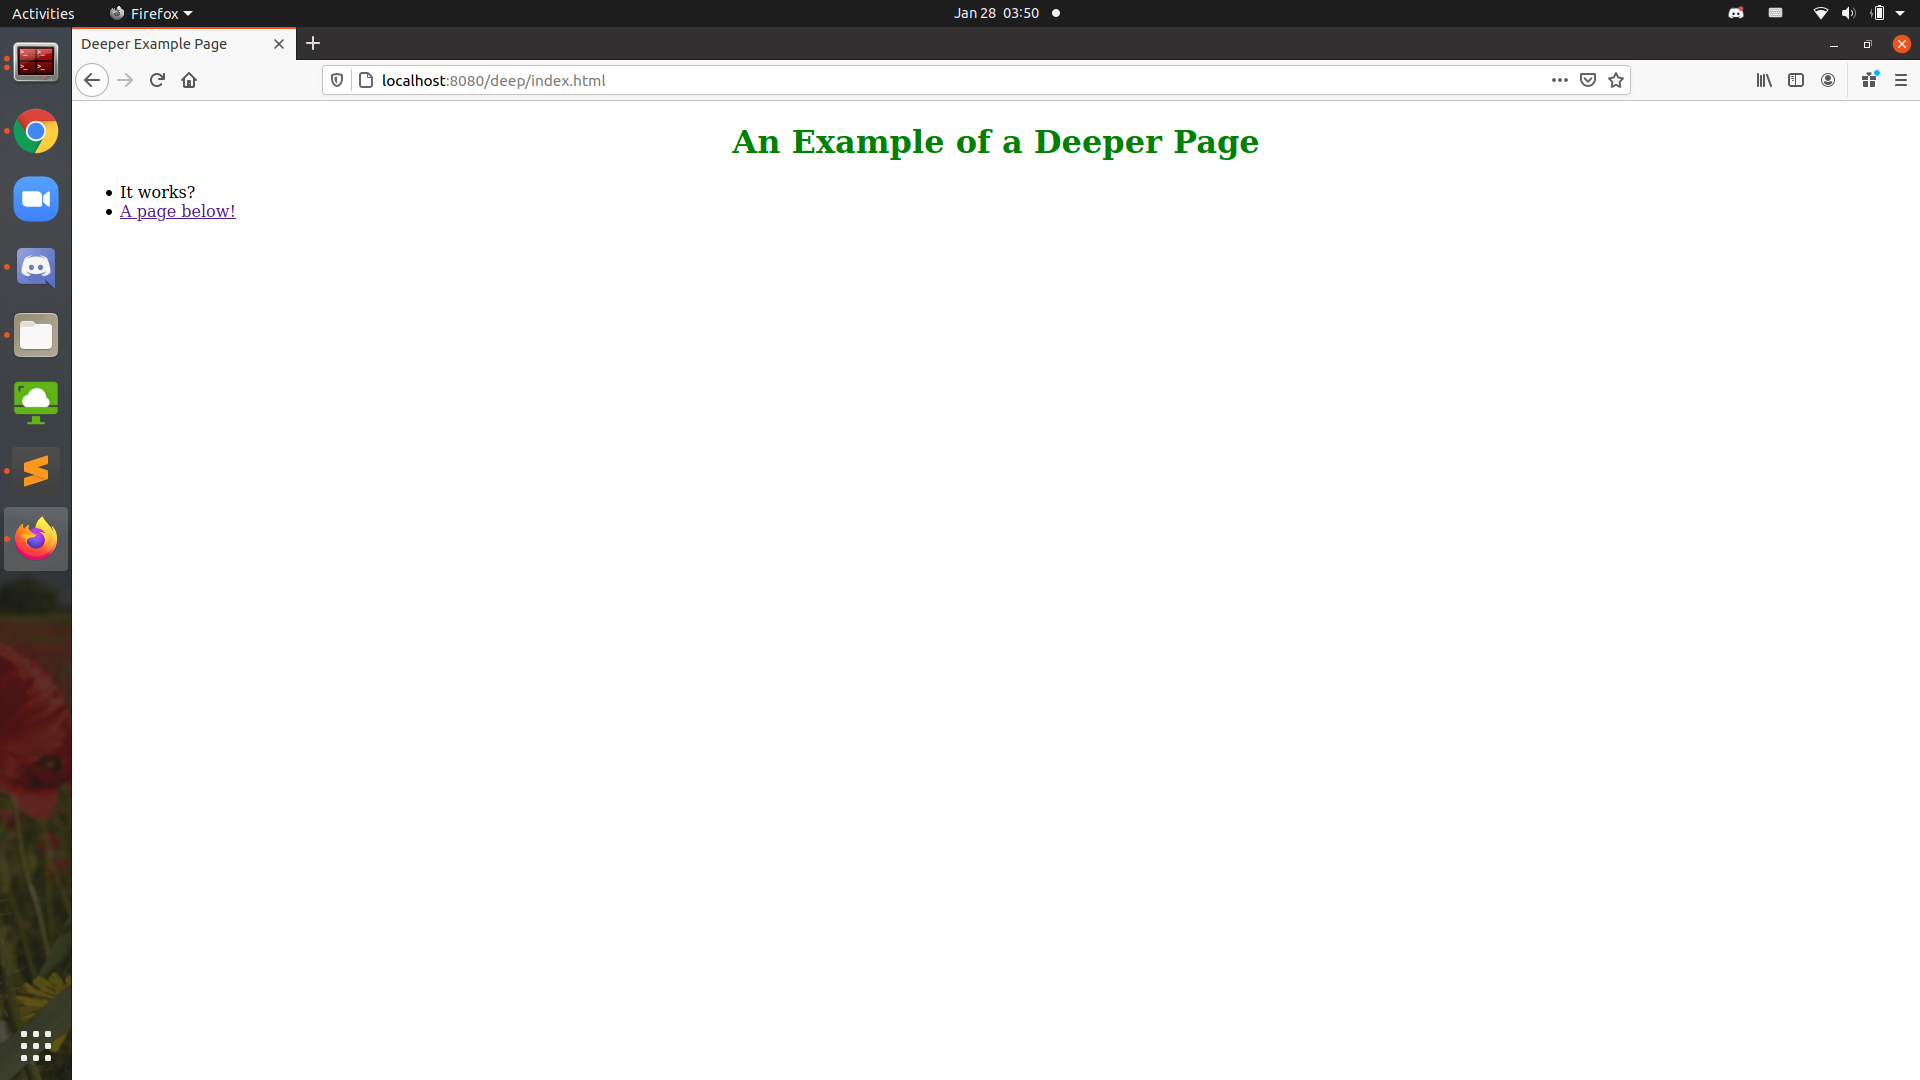 Activities
Firefox
Jan 28 03:50
Deeper Example Page
localhost:8080/deep/index.html
An Example of a Deeper Page
It works?
A page below!